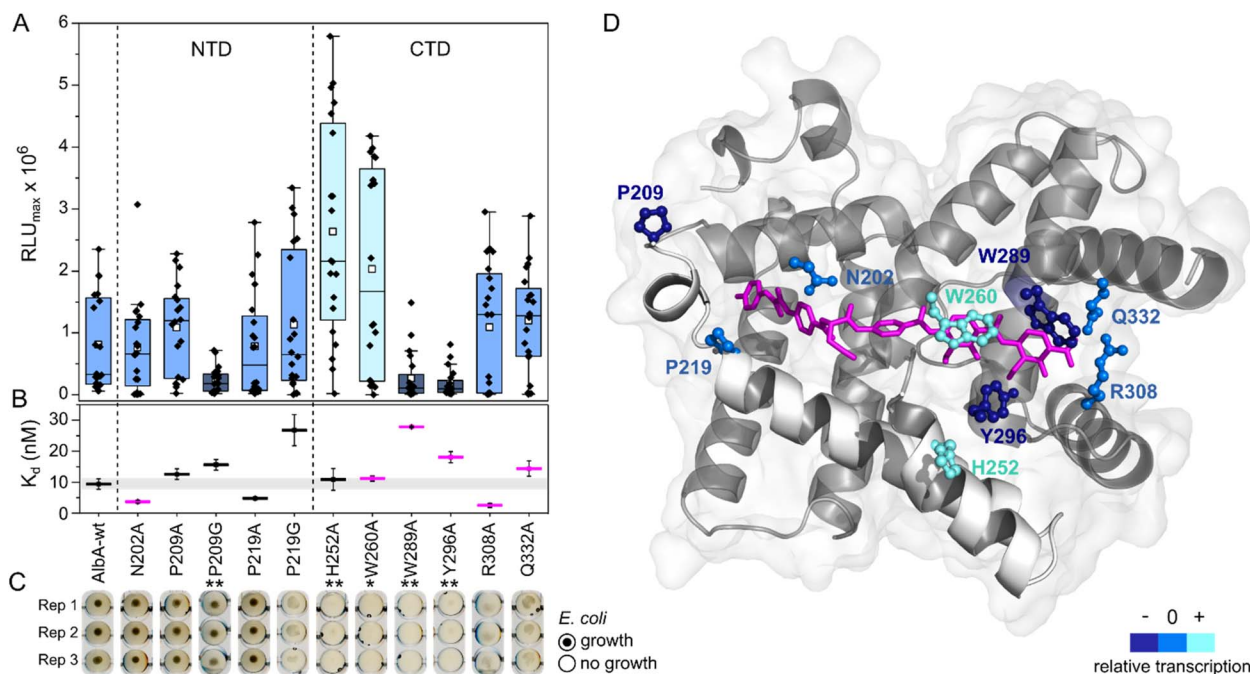 A
NTD
CTD
RLUmax x 10⁶
6
5
4
3
2
1
0
B
Kd (nM)
30
20
10
0
AlbA-wt
N202A
P209A
**P209G
P219A
P219G
**H252A
*W260A
**W289A
**Y296A
R308A
Q332A
C
Rep 1
Rep 2
Rep 3
E. coli
growth
no growth
D
P209
N202
W289
W260
Q332
P219
R308
Y296
H252
- 0 +
relative transcription